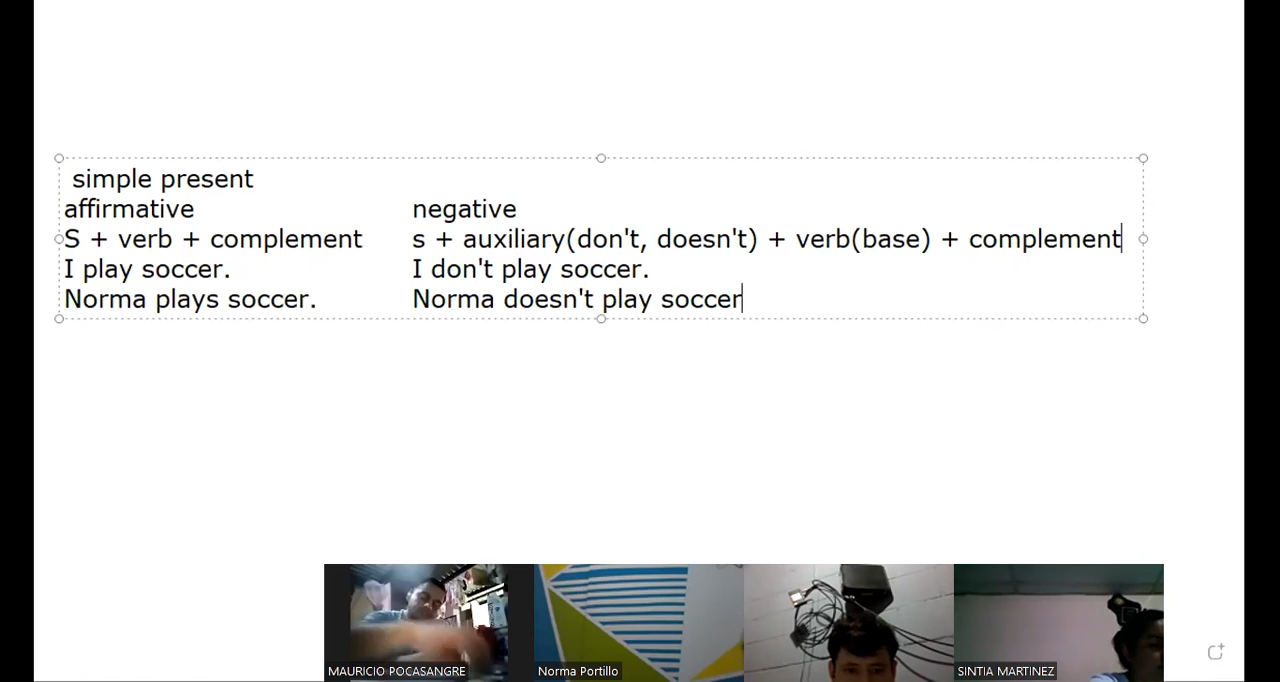 simple present
affirmative negative
S + verb + complement s + auxiliary(don't, doesn't) + verb(base) + complement
I play soccer. I don't play soccer.
Norma plays soccer. Norma doesn't play soccer
MAURICIO POCASANGRE Norma Portillo SINTIA MARTINEZ